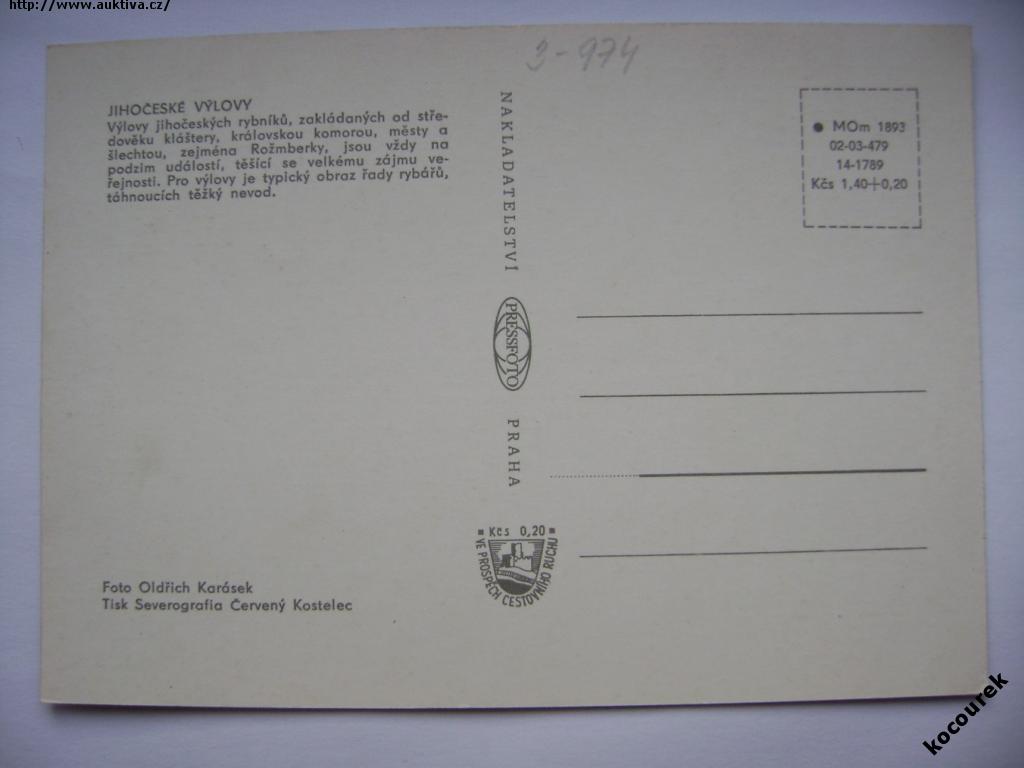 http://www.auktiva.cz/
3-974
JIHOČESKÉ VÝLOVY
Výlovy jihočeských rybníků, zakládaných od stře-
dověku kláštery, královskou komorou, městy a
šlechtou, zejména Rožmberky, jsou vždy na
podzim událostí, těšící se velkému zájmu ve-
řejnosti. Pro výlovy je typický obraz řady rybářů,
táhnoucích těžký nevod.
NAKLADATELSTVÍ
PRESSFOTO
PRAHA
● MOm 1893
02-03-479
14-1789
Kčs 1,40+0,20
Kčs 0,20
VE PROSPĚCH CESTOVNÍHO RUCHU
Foto Oldřich Karásek
Tisk Severografia Červený Kostelec
kocourek